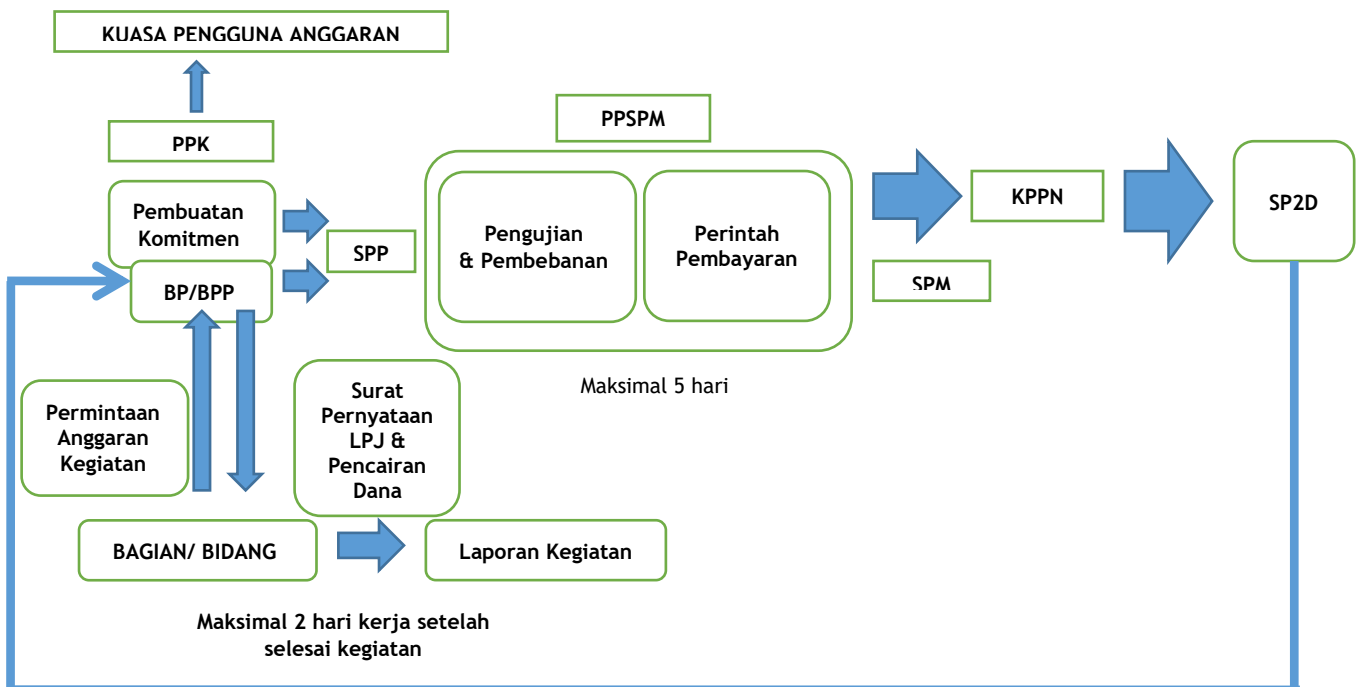 KUASA PENGGUNA ANGGARAN
PPK
PPSPM
Pembuatan
Komitmen
BP/BPP
SPP
Pengujian
& Pembebanan
Perintah
Pembayaran
KPPN
SPM
SP2D
Maksimal 5 hari
Permintaan
Anggaran
Kegiatan
Surat
Pernyataan
LPJ &
Pencairan
Dana
BAGIAN/ BIDANG
Laporan Kegiatan
Maksimal 2 hari kerja setelah
selesai kegiatan